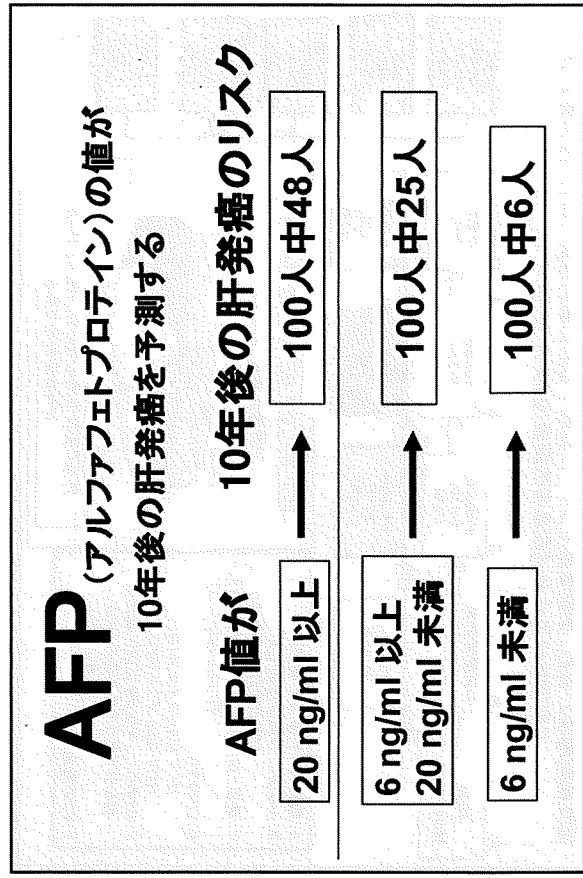 AFP(アルファフェトプロテイン)の値が
10年後の肝発癌を予測する
AFP値が 10年後の肝発癌のリスク
20 ng/ml 以上 → 100人中48人
6 ng/ml 以上
20 ng/ml 未満 → 100人中25人
6 ng/ml 未満 → 100人中6人